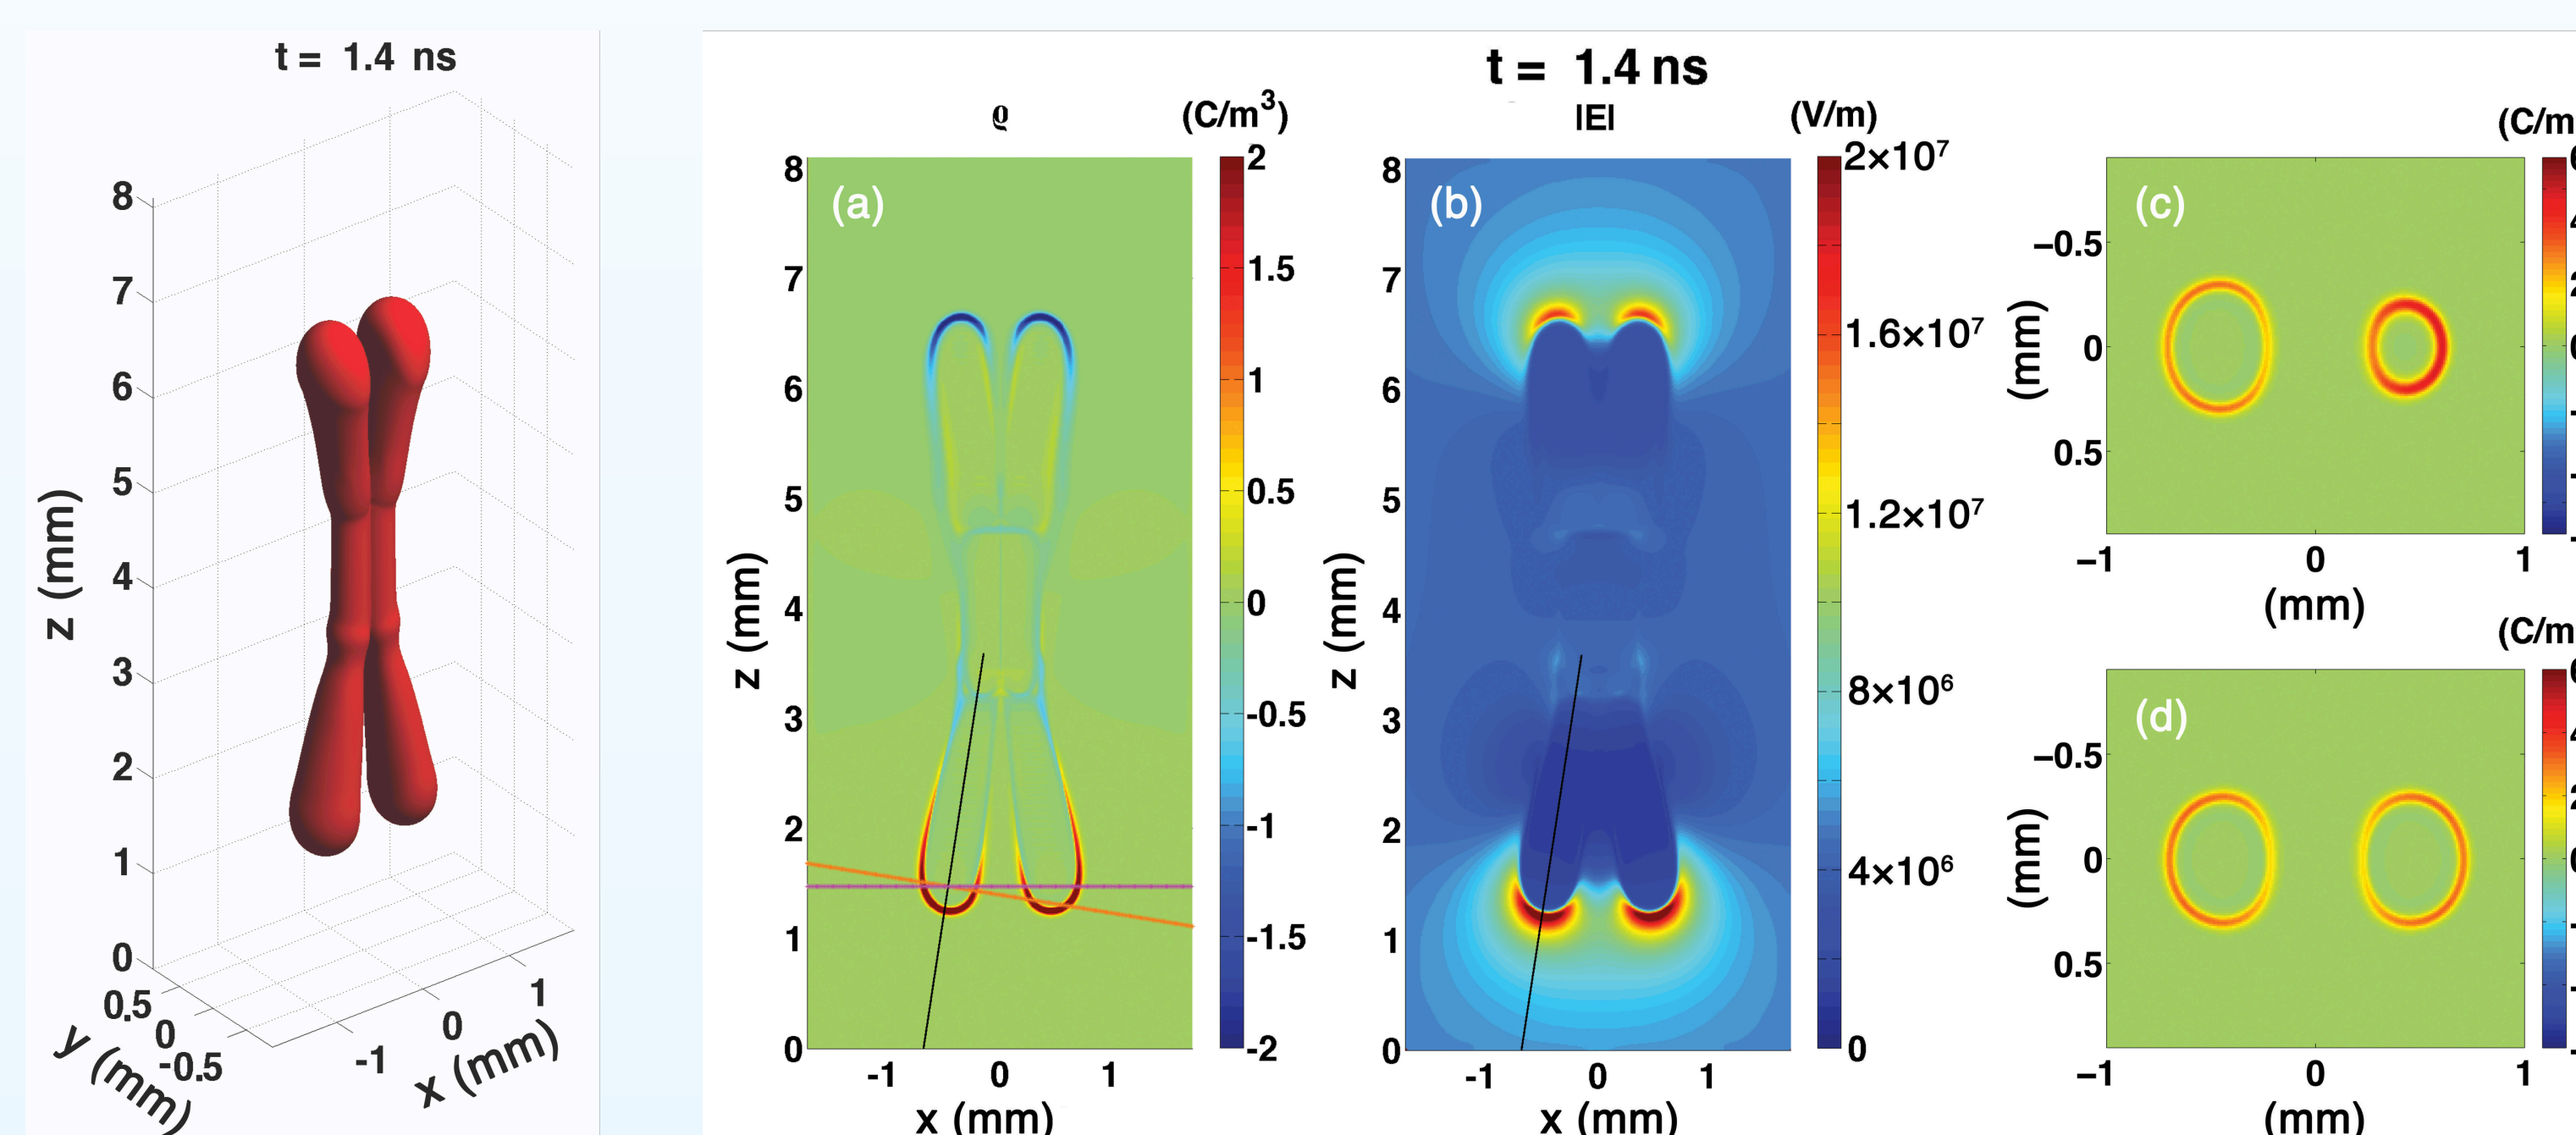 t = 1.4 ns
8
7
6
5
4
3
2
1
0
z (mm)
0.5
0
-0.5
y (mm)
-1
0
1
x (mm)
t = 1.4 ns
ϱ
(C/m³)
(a)
8
7
6
5
4
3
2
1
0
z (mm)
-1
0
1
x (mm)
2
1.5
1
0.5
0
-0.5
-1
-1.5
-2
|E|
(V/m)
(b)
8
7
6
5
4
3
2
1
0
z (mm)
-1
0
1
x (mm)
2×10⁷
1.6×10⁷
1.2×10⁷
8×10⁶
4×10⁶
0
(C/m
(c)
−0.5
0
0.5
(mm)
−1
0
1
(mm)
(C/m
(d)
−0.5
0
0.5
(mm)
−1
0
1
(mm)